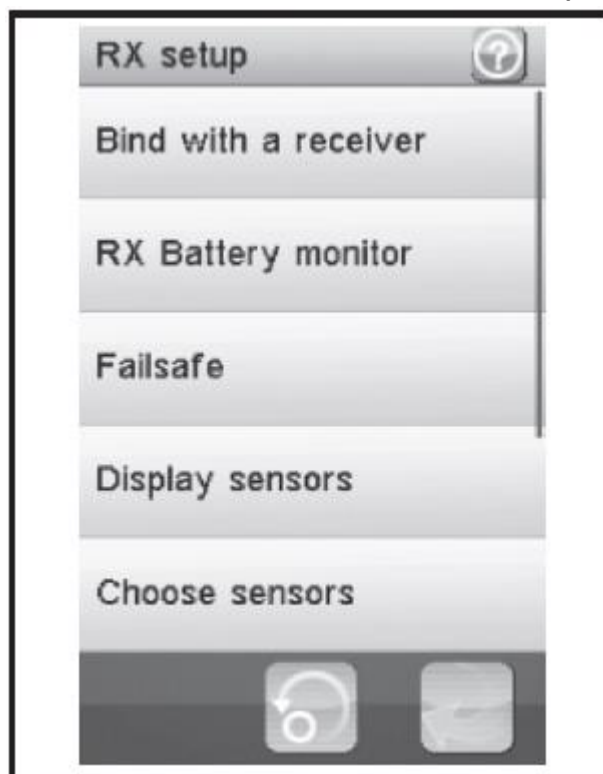 RX setup
?
Bind with a receiver
RX Battery monitor
Failsafe
Display sensors
Choose sensors